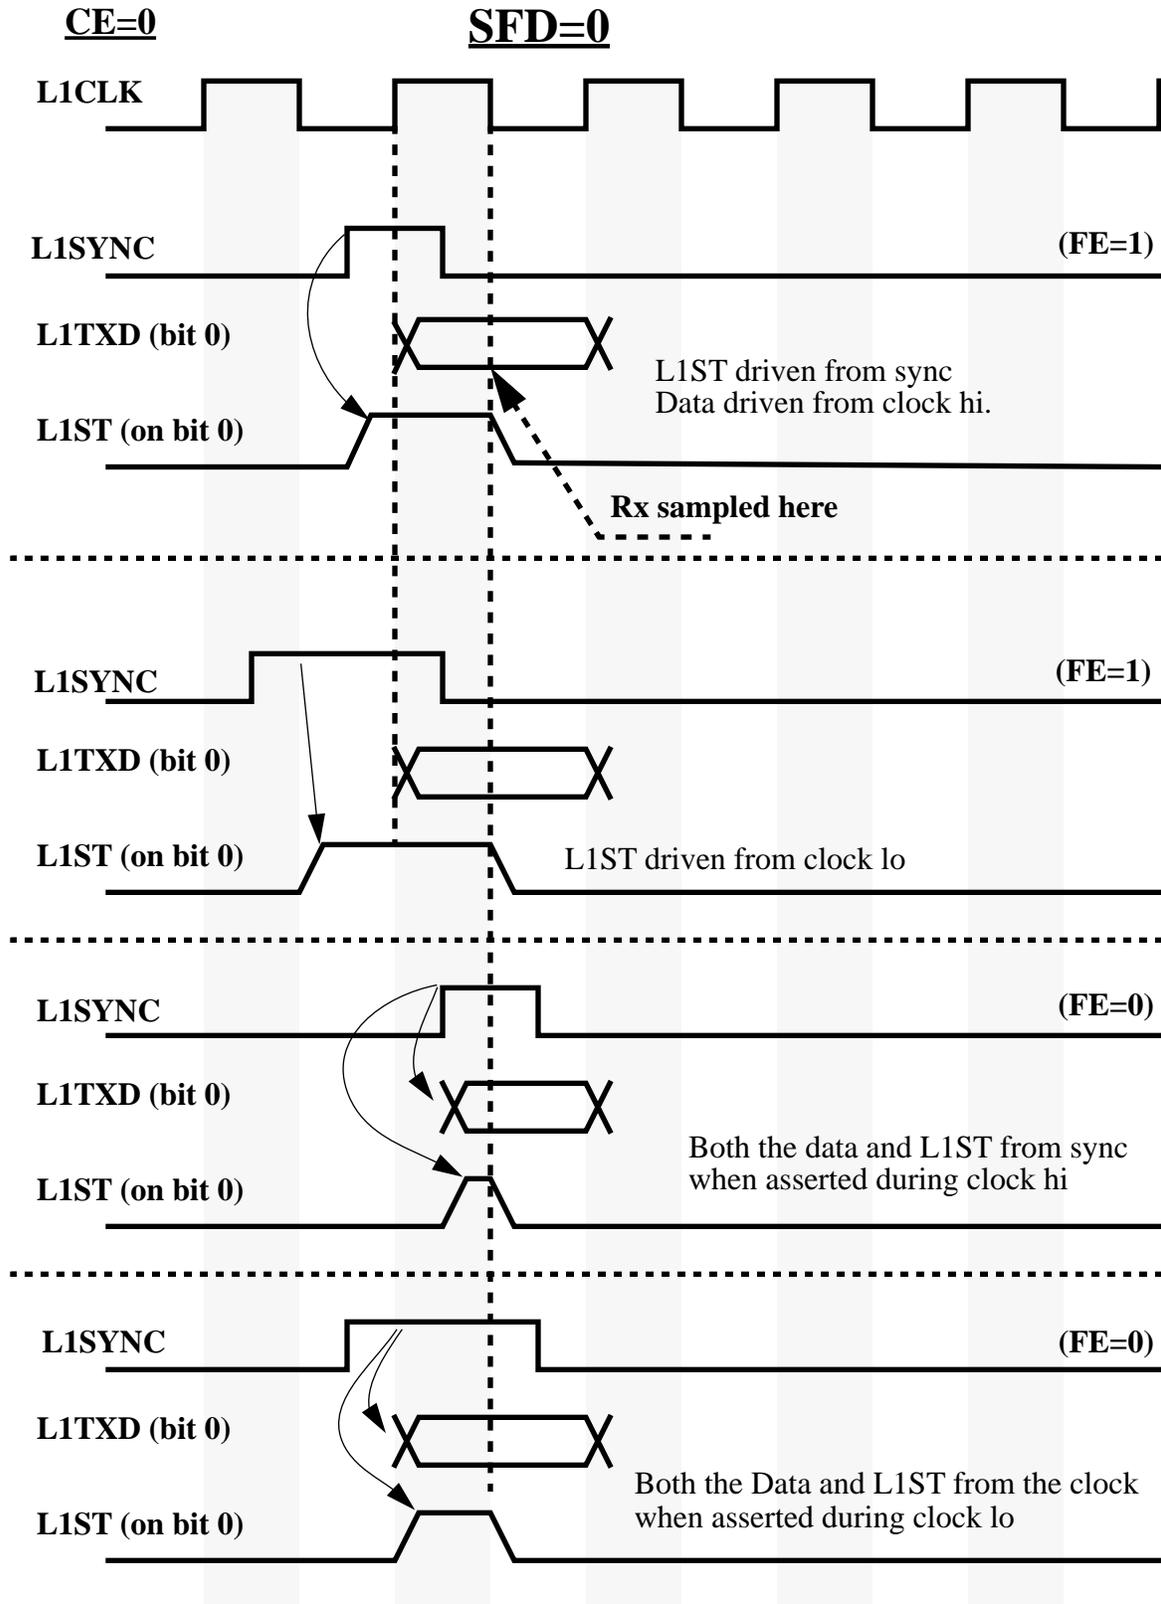 CE=0 SFD=0
L1CLK
L1SYNC (FE=1)
L1TXD (bit 0)
L1ST driven from sync
Data driven from clock hi.
L1ST (on bit 0)
Rx sampled here
L1SYNC (FE=1)
L1TXD (bit 0)
L1ST (on bit 0) L1ST driven from clock lo
L1SYNC (FE=0)
L1TXD (bit 0)
Both the data and L1ST from sync
when asserted during clock hi
L1ST (on bit 0)
L1SYNC (FE=0)
L1TXD (bit 0)
Both the Data and L1ST from the clock
when asserted during clock lo
L1ST (on bit 0)